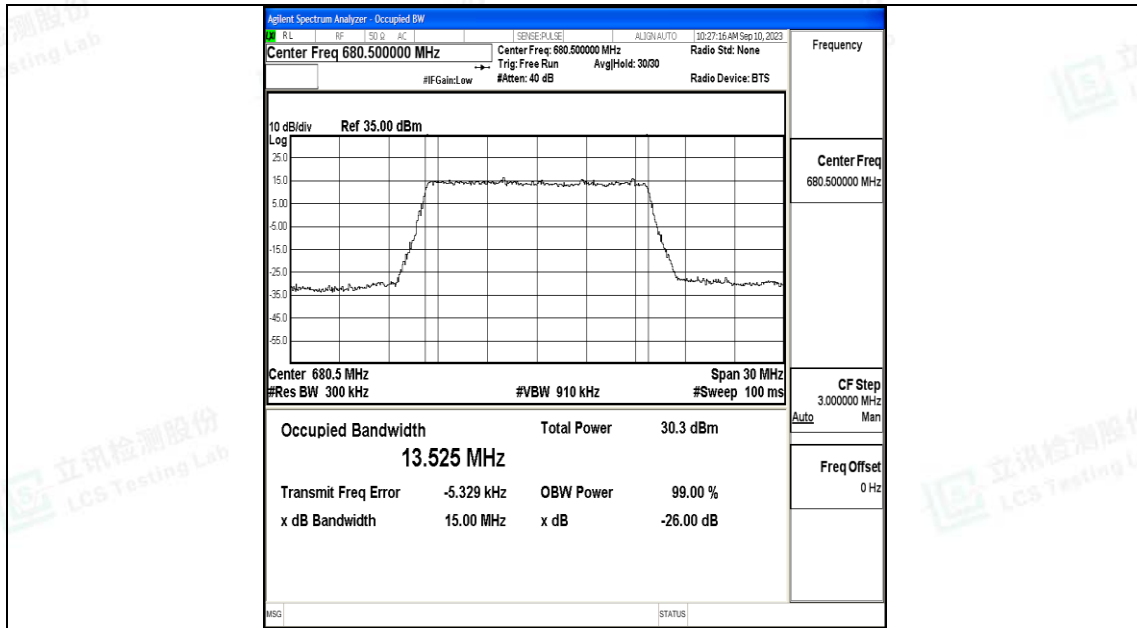 Agilent Spectrum Analyzer - Occupied BW
LXI RL RF 50 Ω AC SENSE:PULSE ALIGN AUTO 10:27:16 AM Sep 10, 2023
Center Freq 680.500000 MHz
Center Freq: 680.500000 MHz Radio Std: None
Trig: Free Run Avg|Hold: 30/30
#IFGain:Low #Atten: 40 dB Radio Device: BTS
Frequency
10 dB/div Ref 35.00 dBm
Log
25.0
15.0
5.00
-5.00
-15.0
-25.0
-35.0
-45.0
-55.0
Center 680.5 MHz Span 30 MHz
#Res BW 300 kHz #VBW 910 kHz #Sweep 100 ms
Center Freq
680.500000 MHz
CF Step
3.000000 MHz
Auto Man
Freq Offset
0 Hz
Occupied Bandwidth Total Power 30.3 dBm
13.525 MHz
Transmit Freq Error -5.329 kHz OBW Power 99.00 %
x dB Bandwidth 15.00 MHz x dB -26.00 dB
MSG STATUS
立讯检测股份
LCS Testing Lab
立讯检测股份
LCS Testing L